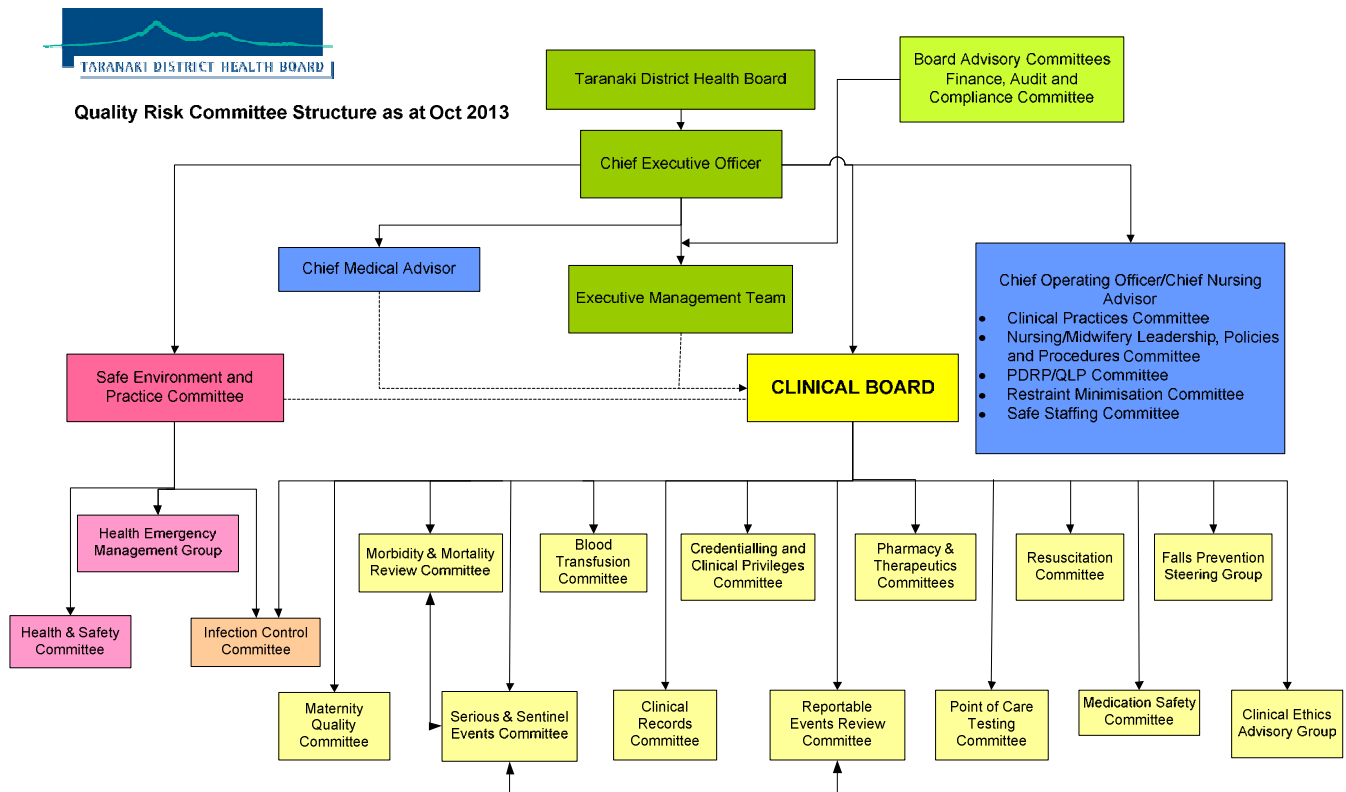 TARANAKI DISTRICT HEALTH BOARD
Quality Risk Committee Structure as at Oct 2013
Taranaki District Health Board
Board Advisory Committees
Finance, Audit and
Compliance Committee
Chief Executive Officer
Chief Medical Advisor
Executive Management Team
Chief Operating Officer/Chief Nursing
Advisor
• Clinical Practices Committee
• Nursing/Midwifery Leadership, Policies
and Procedures Committee
• PDRP/QLP Committee
• Restraint Minimisation Committee
• Safe Staffing Committee
Safe Environment and
Practice Committee
CLINICAL BOARD
Health Emergency
Management Group
Morbidity & Mortality
Review Committee
Blood
Transfusion
Committee
Credentialling and
Clinical Privileges
Committee
Pharmacy &
Therapeutics
Committees
Resuscitation
Committee
Falls Prevention
Steering Group
Health & Safety
Committee
Infection Control
Committee
Maternity
Quality
Committee
Serious & Sentinel
Events Committee
Clinical
Records
Committee
Reportable
Events Review
Committee
Point of Care
Testing
Committee
Medication Safety
Committee
Clinical Ethics
Advisory Group